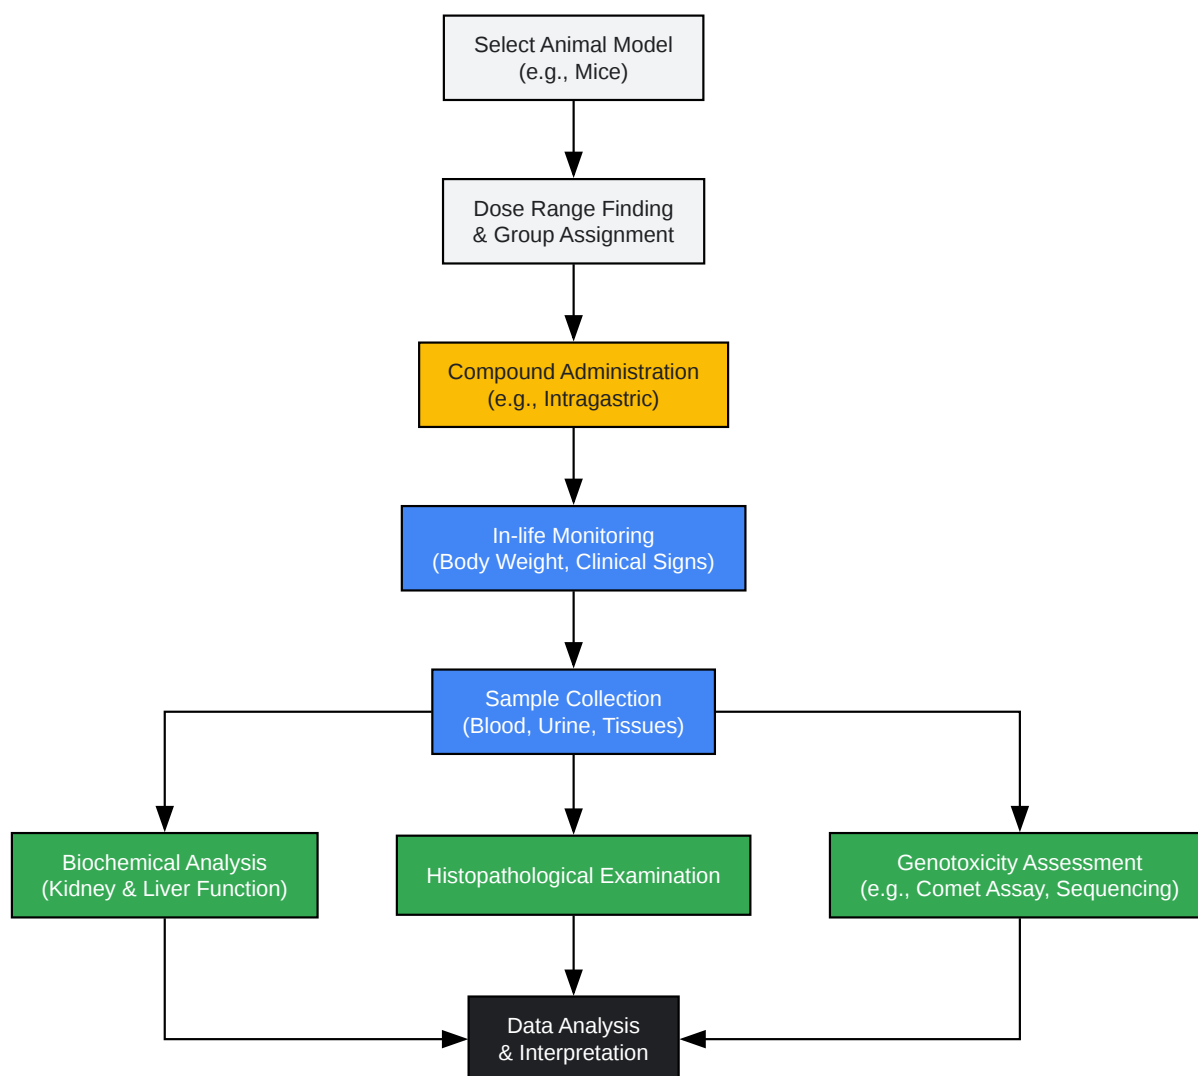 Select Animal Model
(e.g., Mice)
Dose Range Finding
& Group Assignment
Compound Administration
(e.g., Intragastric)
In-life Monitoring
(Body Weight, Clinical Signs)
Sample Collection
(Blood, Urine, Tissues)
Biochemical Analysis
(Kidney & Liver Function)
Histopathological Examination
Genotoxicity Assessment
(e.g., Comet Assay, Sequencing)
Data Analysis
& Interpretation